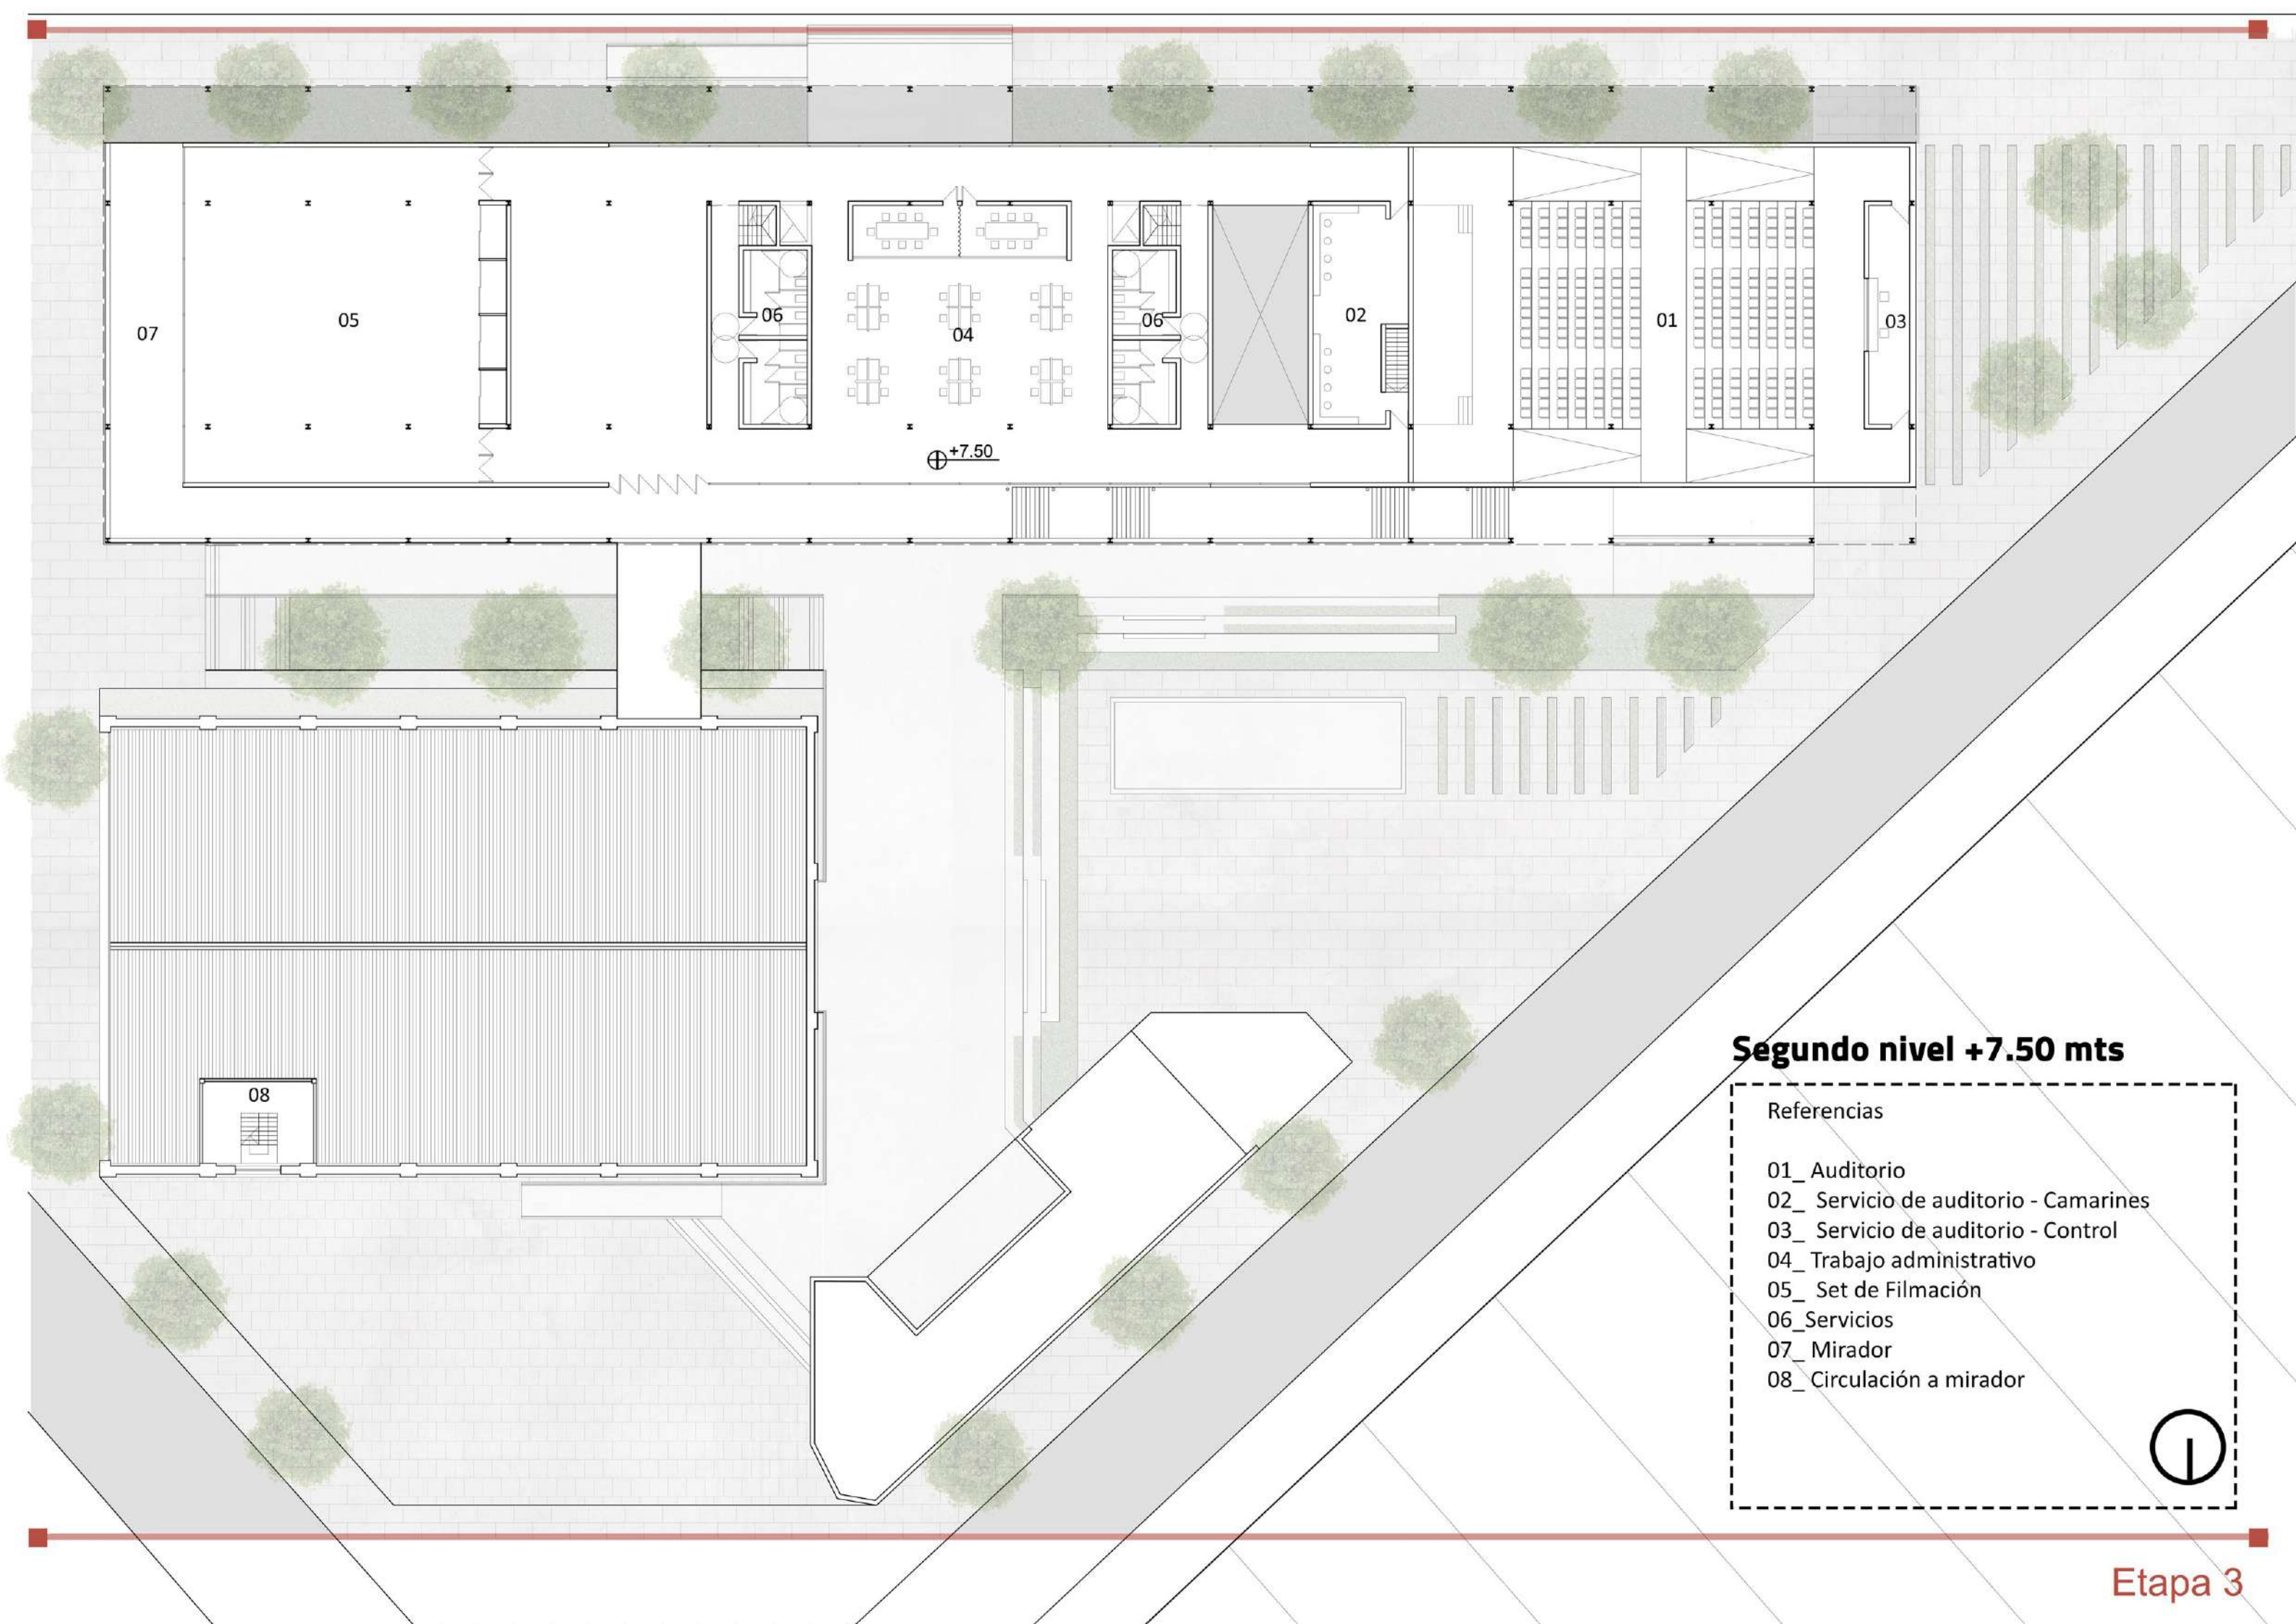 07
05
06
04
06
02
01
03
+7.50
08
Segundo nivel +7.50 mts
Referencias
01_ Auditorio
02_ Servicio de auditorio - Camarines
03_ Servicio de auditorio - Control
04_ Trabajo administrativo
05_ Set de Filmación
06_Servicios
07_ Mirador
08_ Circulación a mirador
Etapa 3